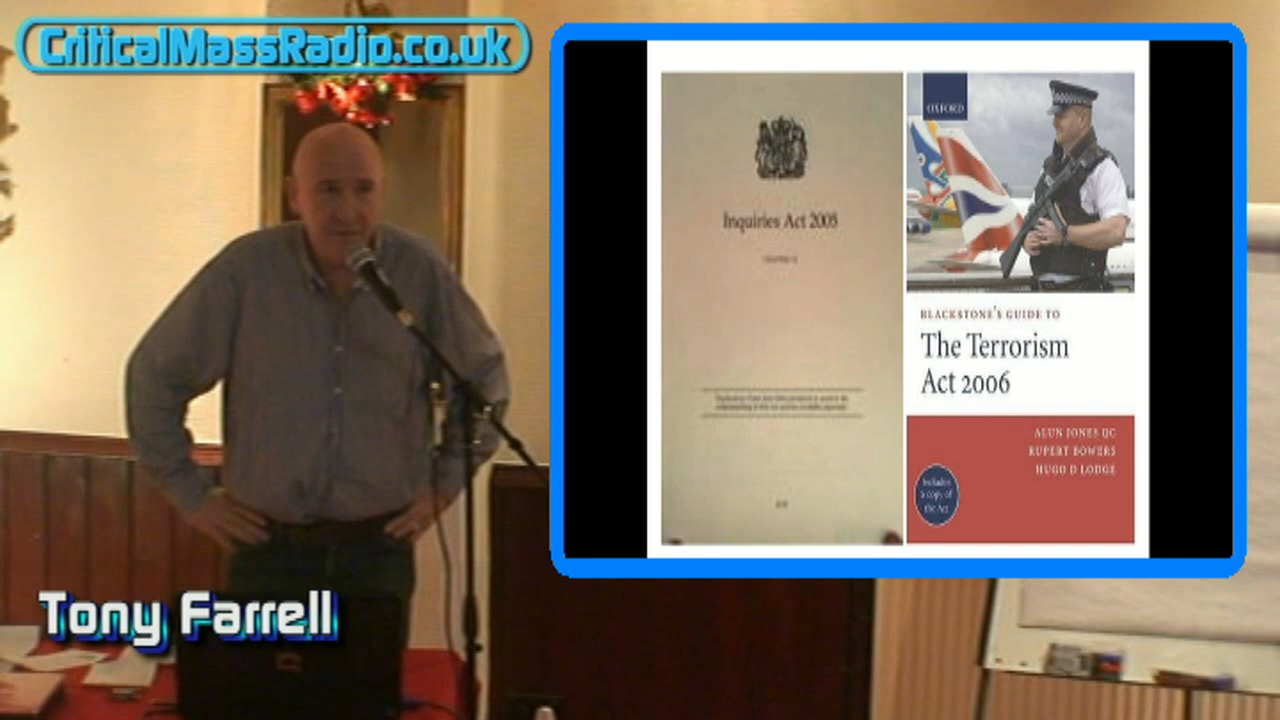 CriticalMassRadio.co.uk
Inquiries Act 2005
OXFORD
BLACKSTONE'S GUIDE TO
The Terrorism
Act 2006
ALUN JONES QC
RUPERT BOWERS
HUGO D LODGE
Includes
a copy of
the Act
Tony Farrell